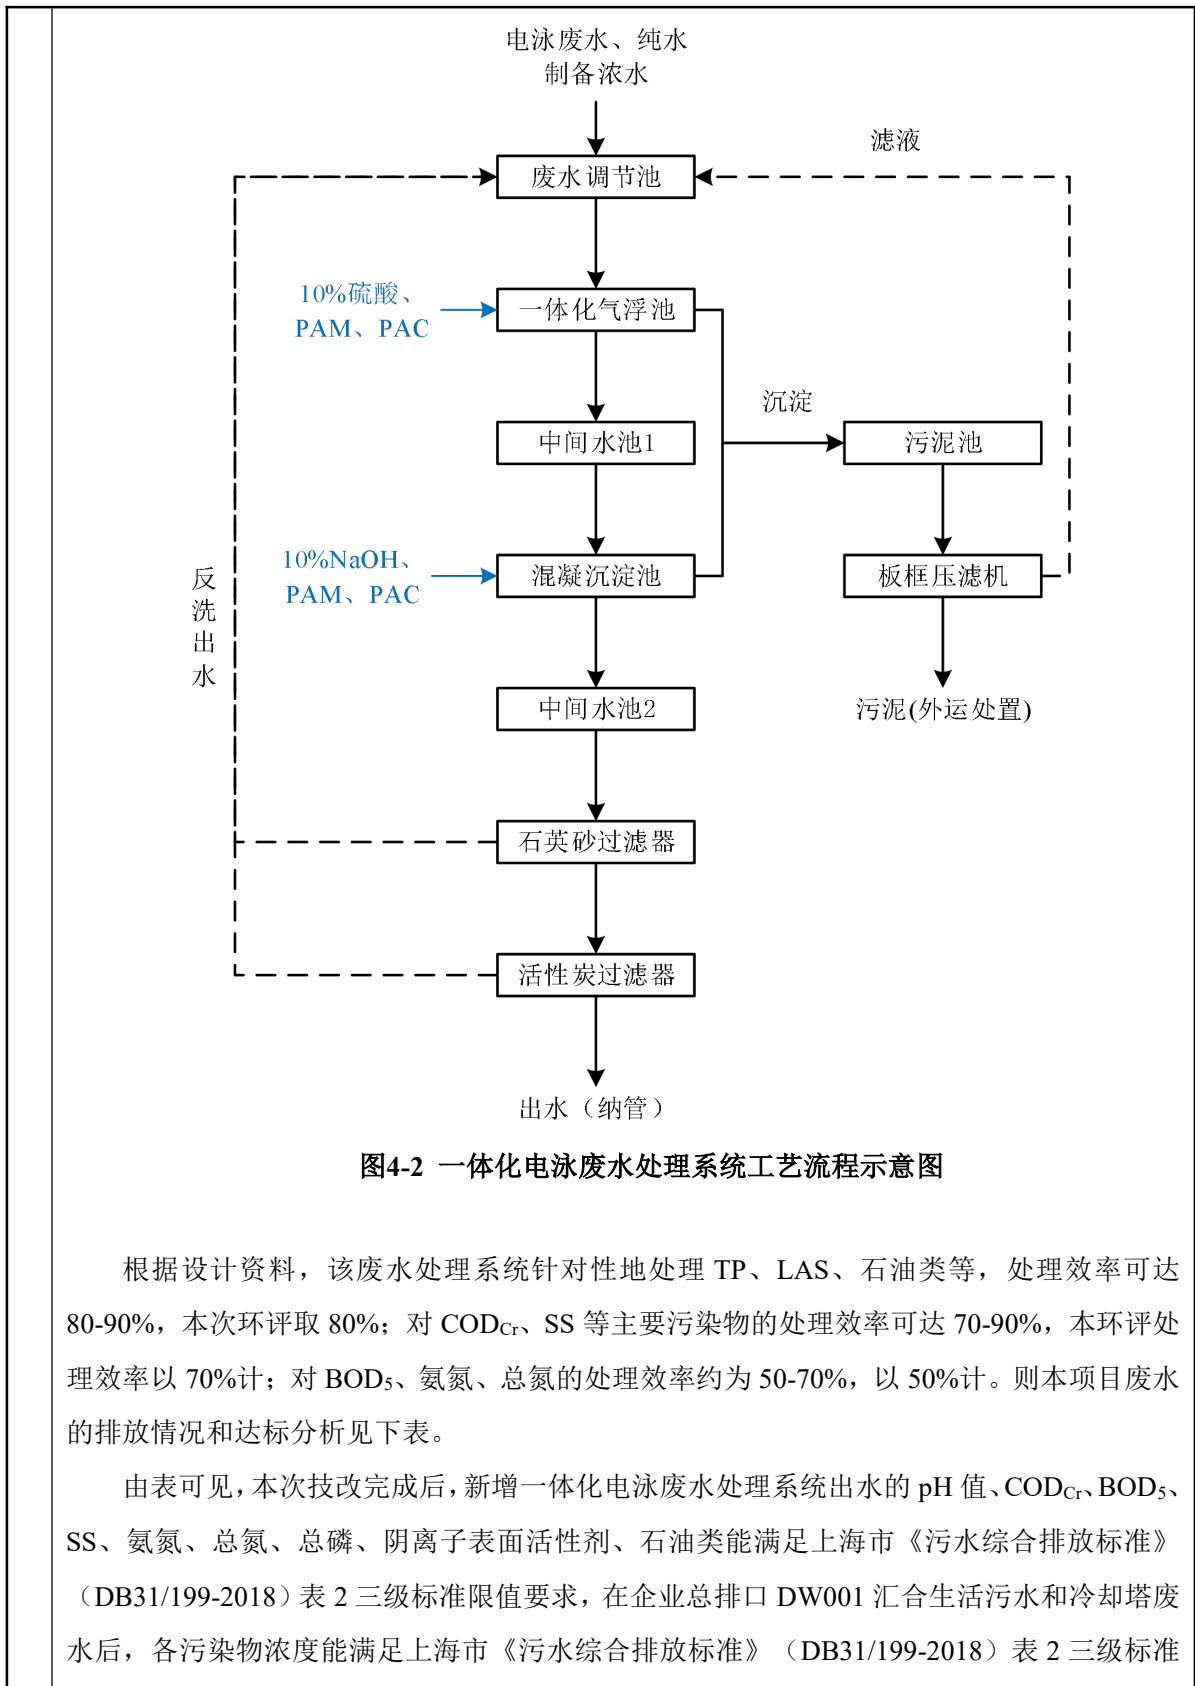 电泳废水、纯水
制备浓水
滤液
废水调节池
10%硫酸、
PAM、PAC
一体化气浮池
沉淀
中间水池1
污泥池
10%NaOH、
PAM、PAC
混凝沉淀池
板框压滤机
反
洗
出
水
中间水池2
污泥(外运处置)
石英砂过滤器
活性炭过滤器
出水（纳管）
图4-2 一体化电泳废水处理系统工艺流程示意图
根据设计资料，该废水处理系统针对性地处理 TP、LAS、石油类等，处理效率可达
80-90%，本次环评取 80%；对 CODCr、SS 等主要污染物的处理效率可达 70-90%，本环评处
理效率以 70%计；对 BOD5、氨氮、总氮的处理效率约为 50-70%，以 50%计。则本项目废水
的排放情况和达标分析见下表。
由表可见，本次技改完成后，新增一体化电泳废水处理系统出水的 pH 值、CODCr、BOD5、
SS、氨氮、总氮、总磷、阴离子表面活性剂、石油类能满足上海市《污水综合排放标准》
（DB31/199-2018）表 2 三级标准限值要求，在企业总排口 DW001 汇合生活污水和冷却塔废
水后，各污染物浓度能满足上海市《污水综合排放标准》（DB31/199-2018）表 2 三级标准